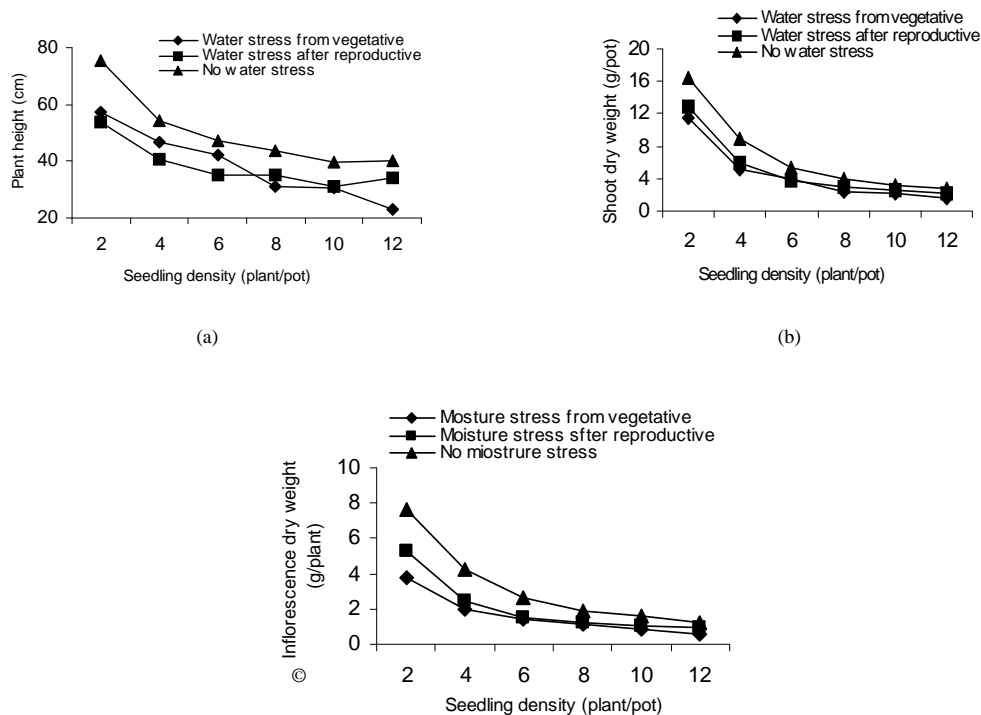 Water stress from vegetative
Water stress after reproductive
No water stress
Plant height (cm)
80
60
40
20
2 4 6 8 10 12
Seedling density (plant/pot)
(a)
Water stress from vegetative
Water stress after reproductive
No water stress
Shoot dry weight (g/pot)
20
16
12
8
4
0
2 4 6 8 10 12
Seedling density (plant/pot)
(b)
Mosture stress from vegetative
Moisture stress sfter reproductive
No miostrure stress
Inflorescence dry weight
(g/plant)
10
8
6
4
2
0
2 4 6 8 10 12
Seedling density (plant/pot)
©